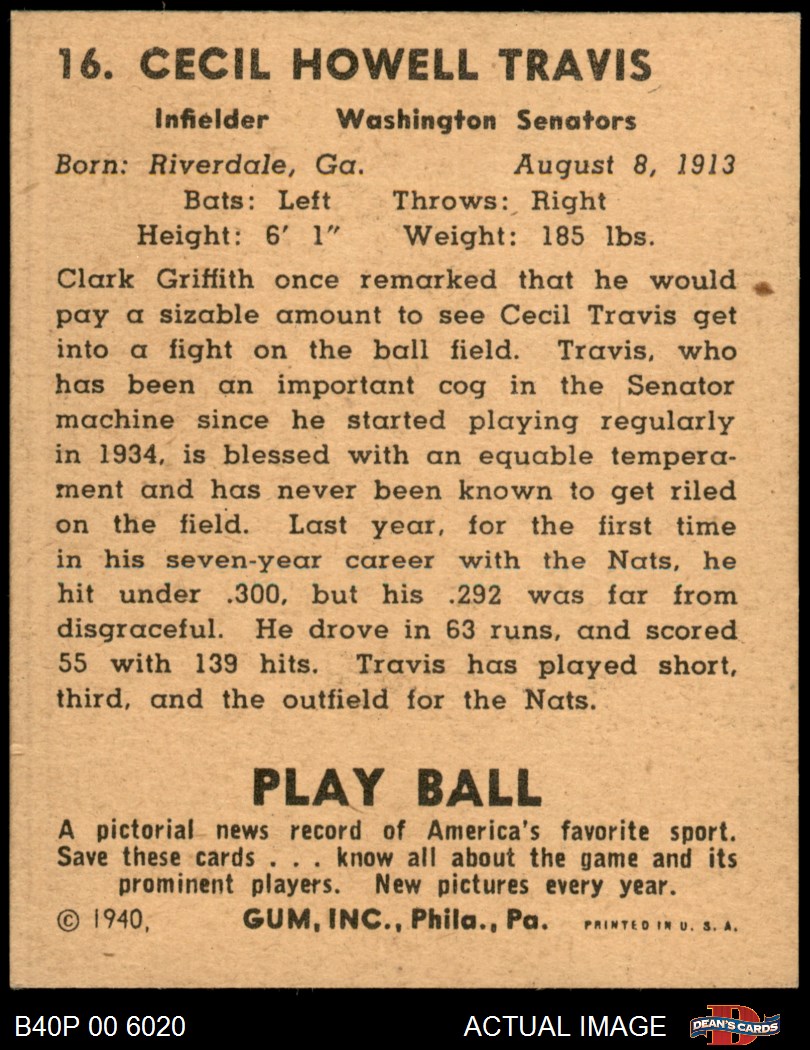 16. CECIL HOWELL TRAVIS
Infielder Washington Senators
Born: Riverdale, Ga. August 8, 1913
Bats: Left Throws: Right
Height: 6' 1" Weight: 185 lbs.
Clark Griffith once remarked that he would
pay a sizable amount to see Cecil Travis get
into a fight on the ball field. Travis, who
has been an important cog in the Senator
machine since he started playing regularly
in 1934, is blessed with an equable tempera-
ment and has never been known to get riled
on the field. Last year, for the first time
in his seven-year career with the Nats, he
hit under .300, but his .292 was far from
disgraceful. He drove in 63 runs, and scored
55 with 139 hits. Travis has played short,
third, and the outfield for the Nats.
PLAY BALL
A pictorial news record of America's favorite sport.
Save these cards . . . know all about the game and its
prominent players. New pictures every year.
© 1940, GUM, INC., Phila., Pa. PRINTED IN U. S. A.
B40P 00 6020 ACTUAL IMAGE D DEAN'S CARDS